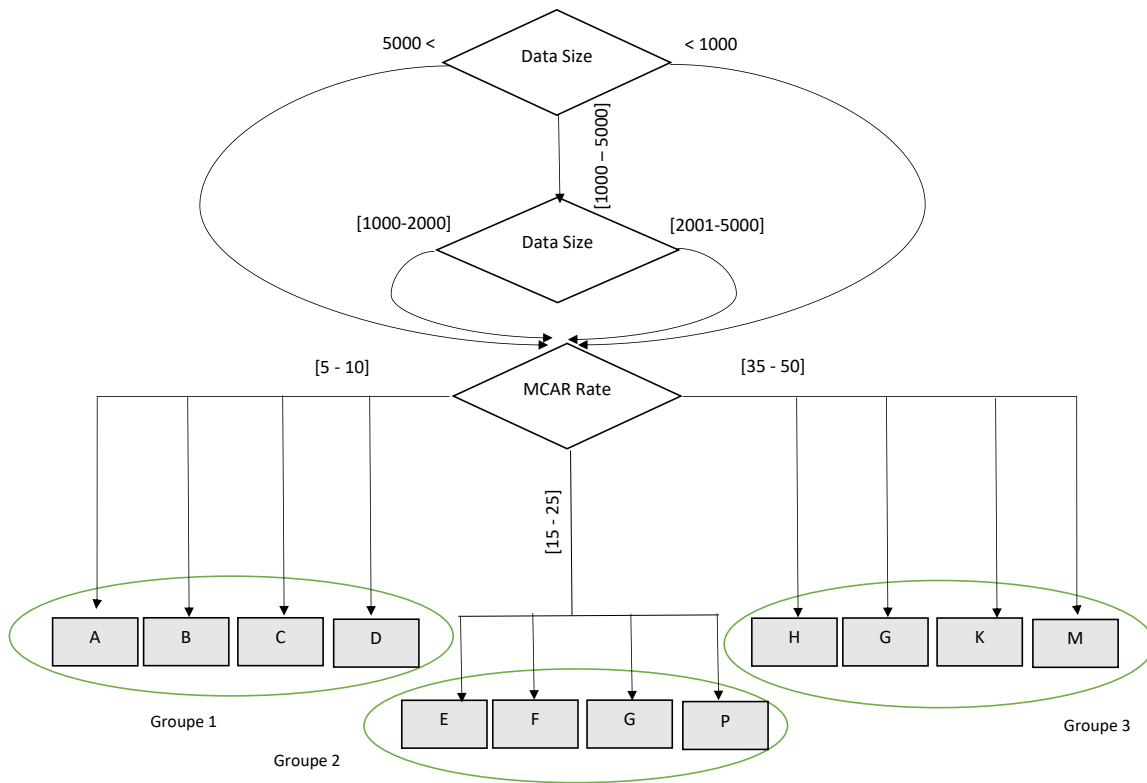 5000 <
Data Size
< 1000
[1000 – 5000]
[1000-2000]
Data Size
[2001-5000]
[5 - 10]
MCAR Rate
[35 - 50]
[15 - 25]
A
B
C
D
H
G
K
M
E
F
G
P
Groupe 1
Groupe 2
Groupe 3